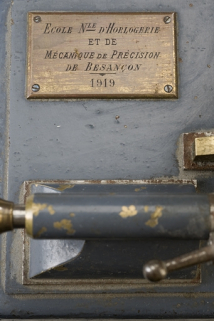 ECOLE NLE D'HORLOGERIE
ET DE
MÉCANIQUE DE PRÉCISION
DE BESANÇON
1919